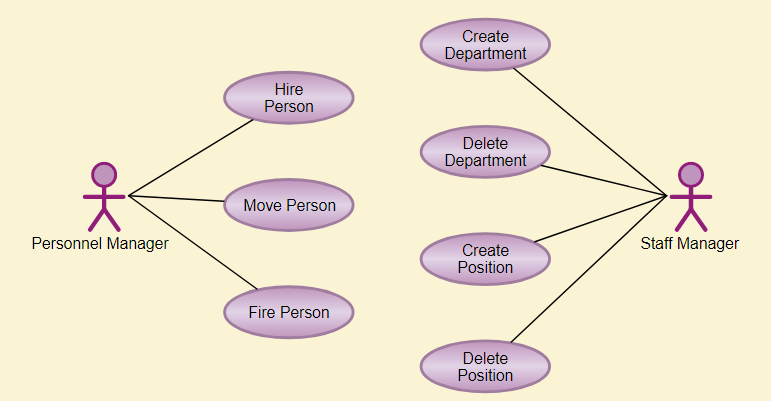 Create
Department
Hire
Person
Delete
Department
Move Person
Personnel Manager
Staff Manager
Create
Position
Fire Person
Delete
Position